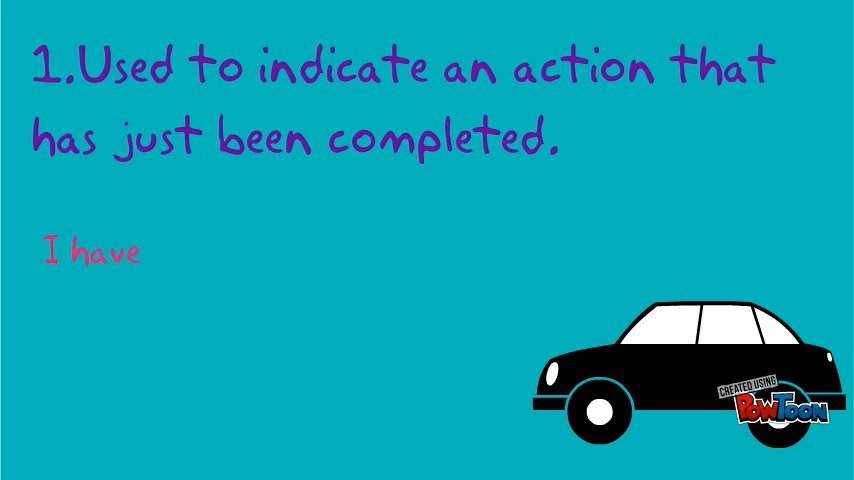 1.Used to indicate an action that
has just been completed.
I have
CREATED USING
POWTOON